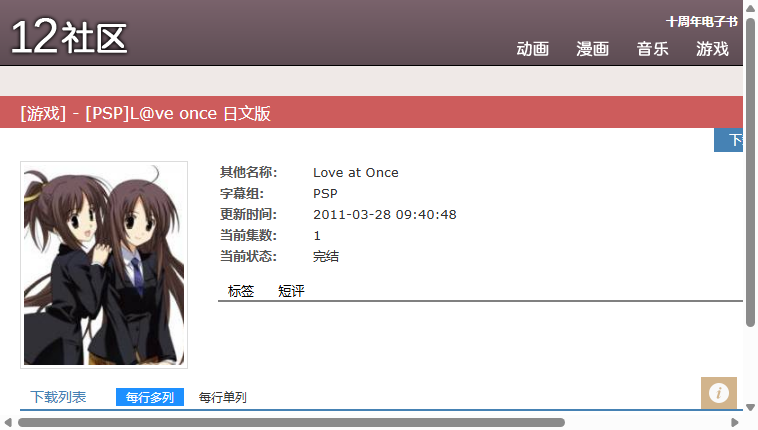 12社区
十周年电子书
动画 漫画 音乐 游戏
[游戏] - [PSP]L@ve once 日文版
下
其他名称: Love at Once
字幕组: PSP
更新时间: 2011-03-28 09:40:48
当前集数: 1
当前状态: 完结
标签 短评
下载列表 每行多列 每行单列
i